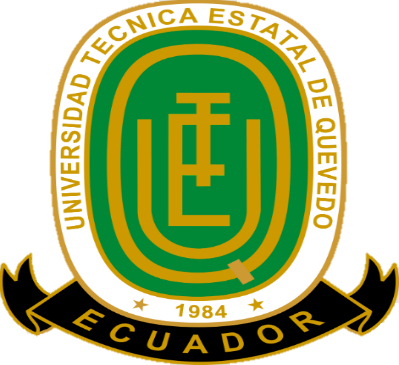 UNIVERSIDAD TECNICA ESTATAL DE QUEVEDO
UTEQ
1984
ECUADOR